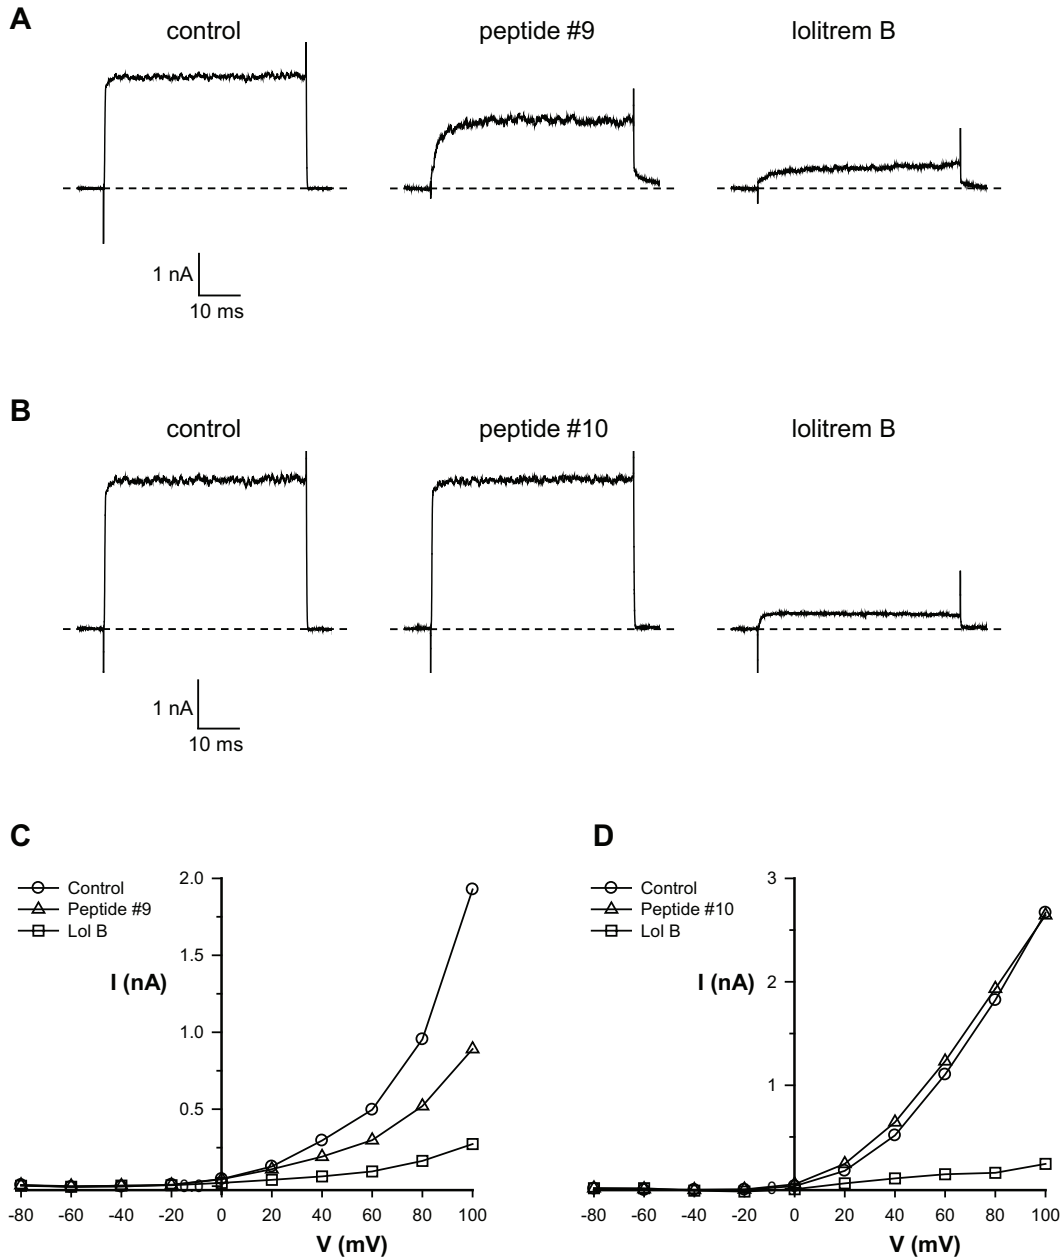 A
control
peptide #9
lolitrem B
1 nA
10 ms
B
control
peptide #10
lolitrem B
1 nA
10 ms
C
Control
Peptide #9
Lol B
I (nA)
2.0
1.5
1.0
0.5
0.0
-80 -60 -40 -20 0 20 40 60 80 100
V (mV)
D
Control
Peptide #10
Lol B
I (nA)
3
2
1
0
-80 -60 -40 -20 0 20 40 60 80 100
V (mV)